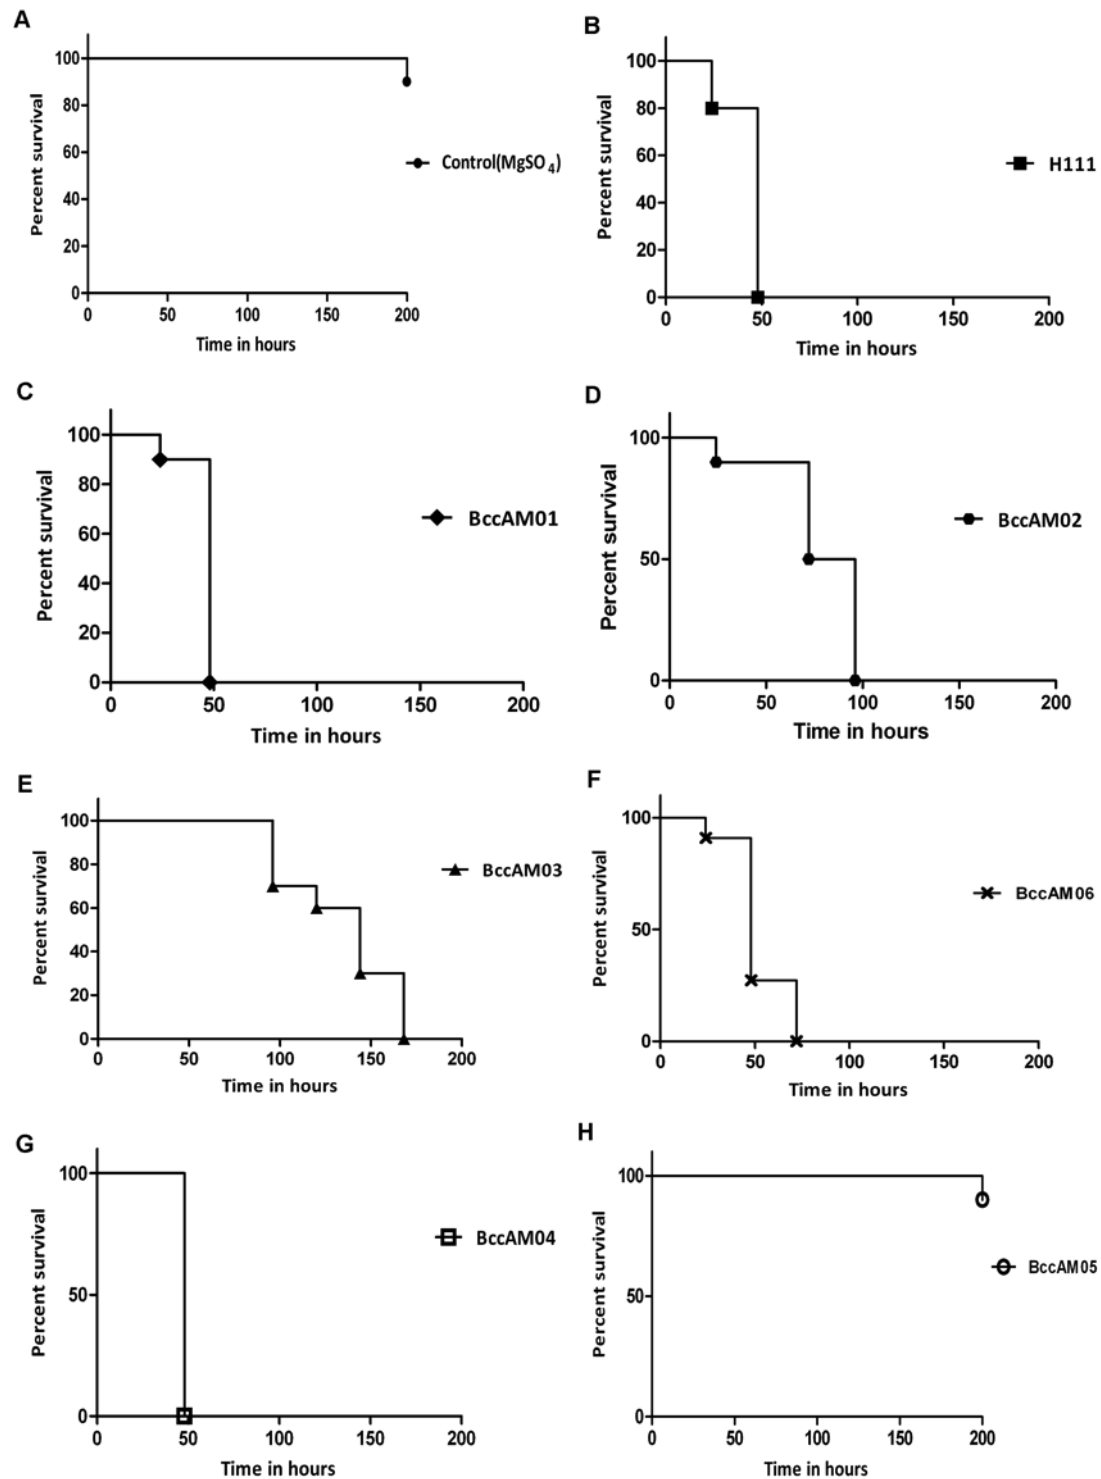 A
Percent survival
100
80
60
40
20
0
0 50 100 150 200
Time in hours
Control(MgSO4)
B
Percent survival
100
80
60
40
20
0
0 50 100 150 200
Time in hours
H111
C
Percent survival
100
80
60
40
20
0
0 50 100 150 200
Time in hours
BccAM01
D
Percent survival
100
50
0
0 50 100 150 200
Time in hours
BccAM02
E
Percent survival
100
80
60
40
20
0
0 50 100 150 200
Time in hours
BccAM03
F
Percent survival
100
50
0
0 50 100 150 200
Time in hours
BccAM06
G
Percent survival
100
50
0
0 50 100 150 200
Time in hours
BccAM04
H
Percent survival
100
50
0
0 50 100 150 200
Time in hours
BccAM05